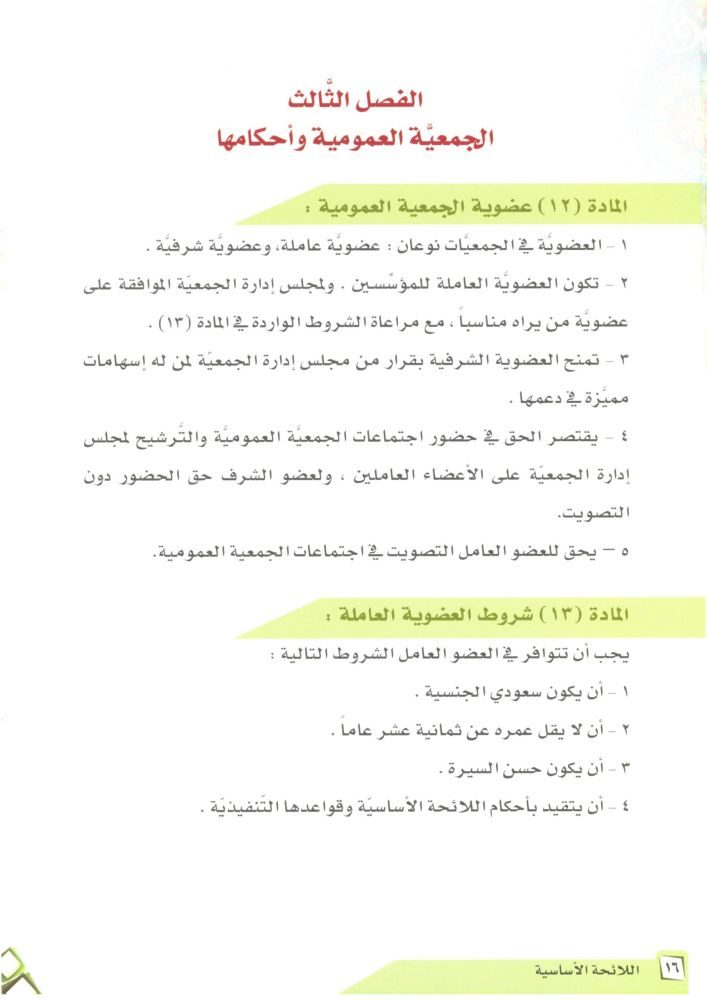 الفصل الثَّالث
الجمعيَّة العمومية وأحكامها
المادة (١٢) عضوية الجمعية العمومية :
١ - العضويَّة في الجمعيَّات نوعان : عضوية عاملة، وعضويَّة شرفيَّة .
٢ - تكون العضويَّة العاملة للمؤسِّسين . ولمجلس إدارة الجمعيَّة الموافقة على
عضويَّة من يراه مناسباً ، مع مراعاة الشروط الواردة في المادة (١٣) .
٣ - تمنح العضوية الشرفية بقرار من مجلس إدارة الجمعيَّة لمن له إسهامات
مميَّزة في دعمها .
٤ - يقتصر الحق في حضور اجتماعات الجمعيَّة العموميَّة والتَّرشيح لمجلس
إدارة الجمعيَّة على الأعضاء العاملين ، ولعضو الشرف حق الحضور دون
التصويت.
٥ – يحق للعضو العامل التصويت في اجتماعات الجمعية العمومية.
المادة (١٣) شروط العضوية العاملة :
يجب أن تتوافر في العضو العامل الشروط التالية :
١ - أن يكون سعودي الجنسية .
٢ - أن لا يقل عمره عن ثمانية عشر عاماً .
٣ - أن يكون حسن السيرة .
٤ - أن يتقيد بأحكام اللائحة الأساسيَّة وقواعدها التَّنفيذيَّة .
١٦ اللائحة الأساسية